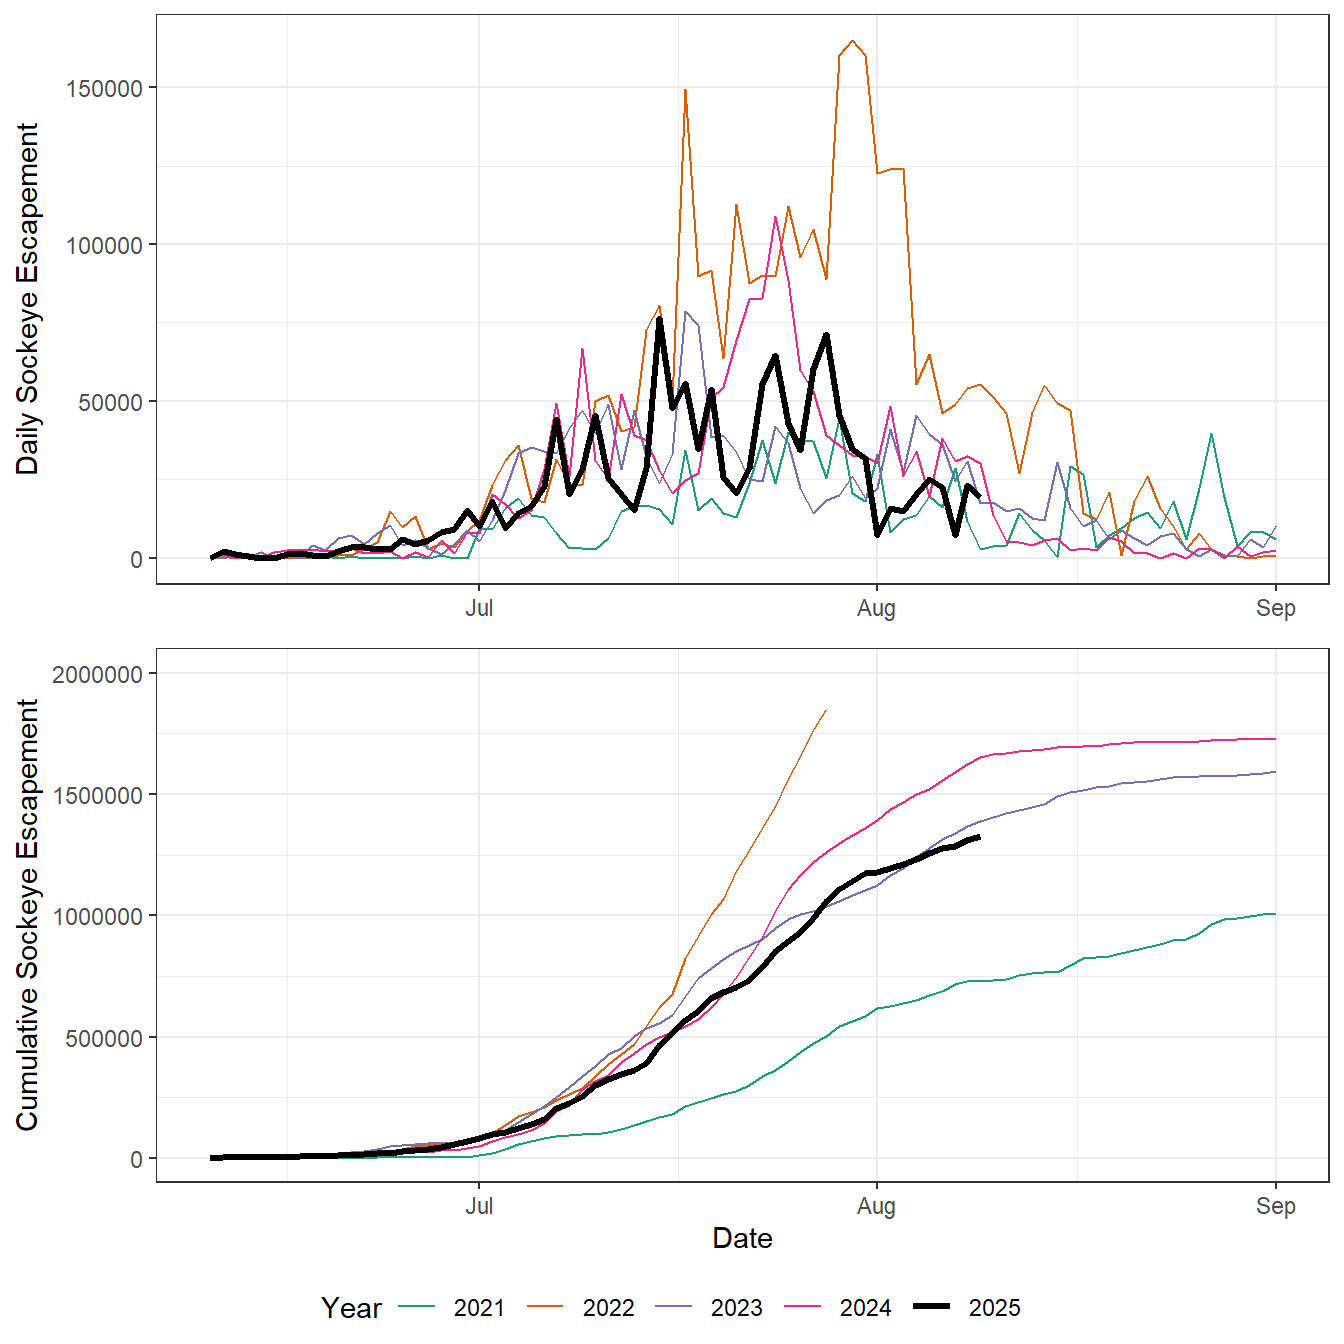 Daily Sockeye Escapement
150000
100000
50000
0
Jul Aug Sep
Cumulative Sockeye Escapement
2000000
1500000
1000000
500000
0
Jul Aug Sep
Date
Year 2021 2022 2023 2024 2025